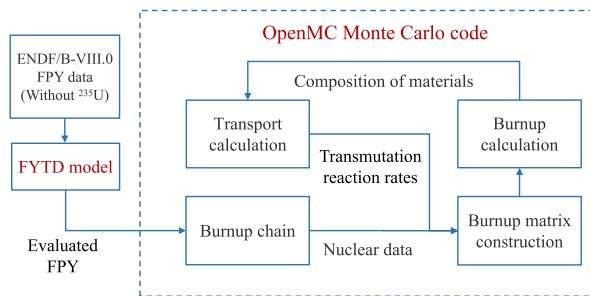 ENDF/B-VIII.0
FPY data
(Without ²³⁵U)
FYTD model
Evaluated
FPY
OpenMC Monte Carlo code
Composition of materials
Transport
calculation
Burnup
calculation
Transmutation
reaction rates
Burnup chain
Nuclear data
Burnup matrix
construction